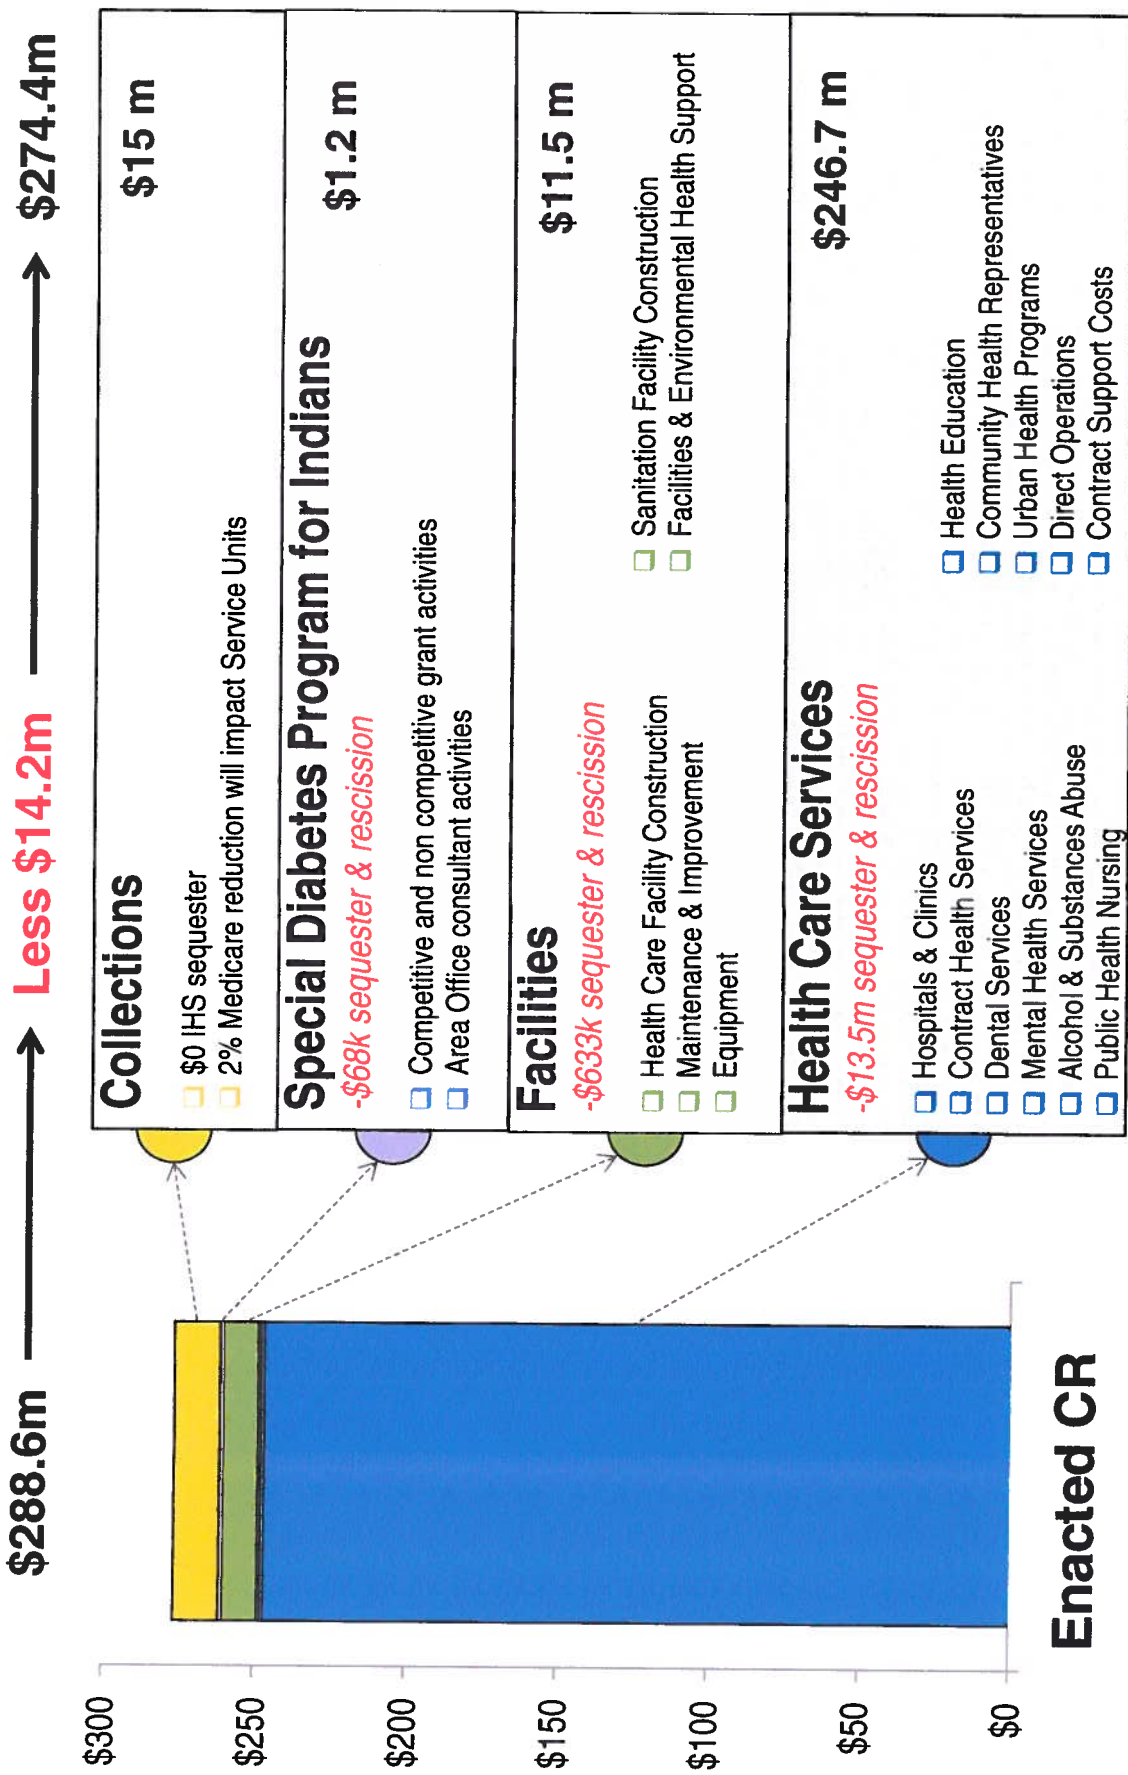 $288.6m
Less $14.2m
$274.4m
$300
$250
$200
$150
$100
$50
$0
Enacted CR
Collections
$15 m
$0 IHS sequester
2% Medicare reduction will impact Service Units
Special Diabetes Program for Indians
-$68k sequester & rescission
$1.2 m
Competitive and non competitive grant activities
Area Office consultant activities
Facilities
-$633k sequester & rescission
$11.5 m
Health Care Facility Construction
Maintenance & Improvement
Equipment
Sanitation Facility Construction
Facilities & Environmental Health Support
Health Care Services
-$13.5m sequester & rescission
$246.7 m
Hospitals & Clinics
Contract Health Services
Dental Services
Mental Health Services
Alcohol & Substances Abuse
Public Health Nursing
Health Education
Community Health Representatives
Urban Health Programs
Direct Operations
Contract Support Costs